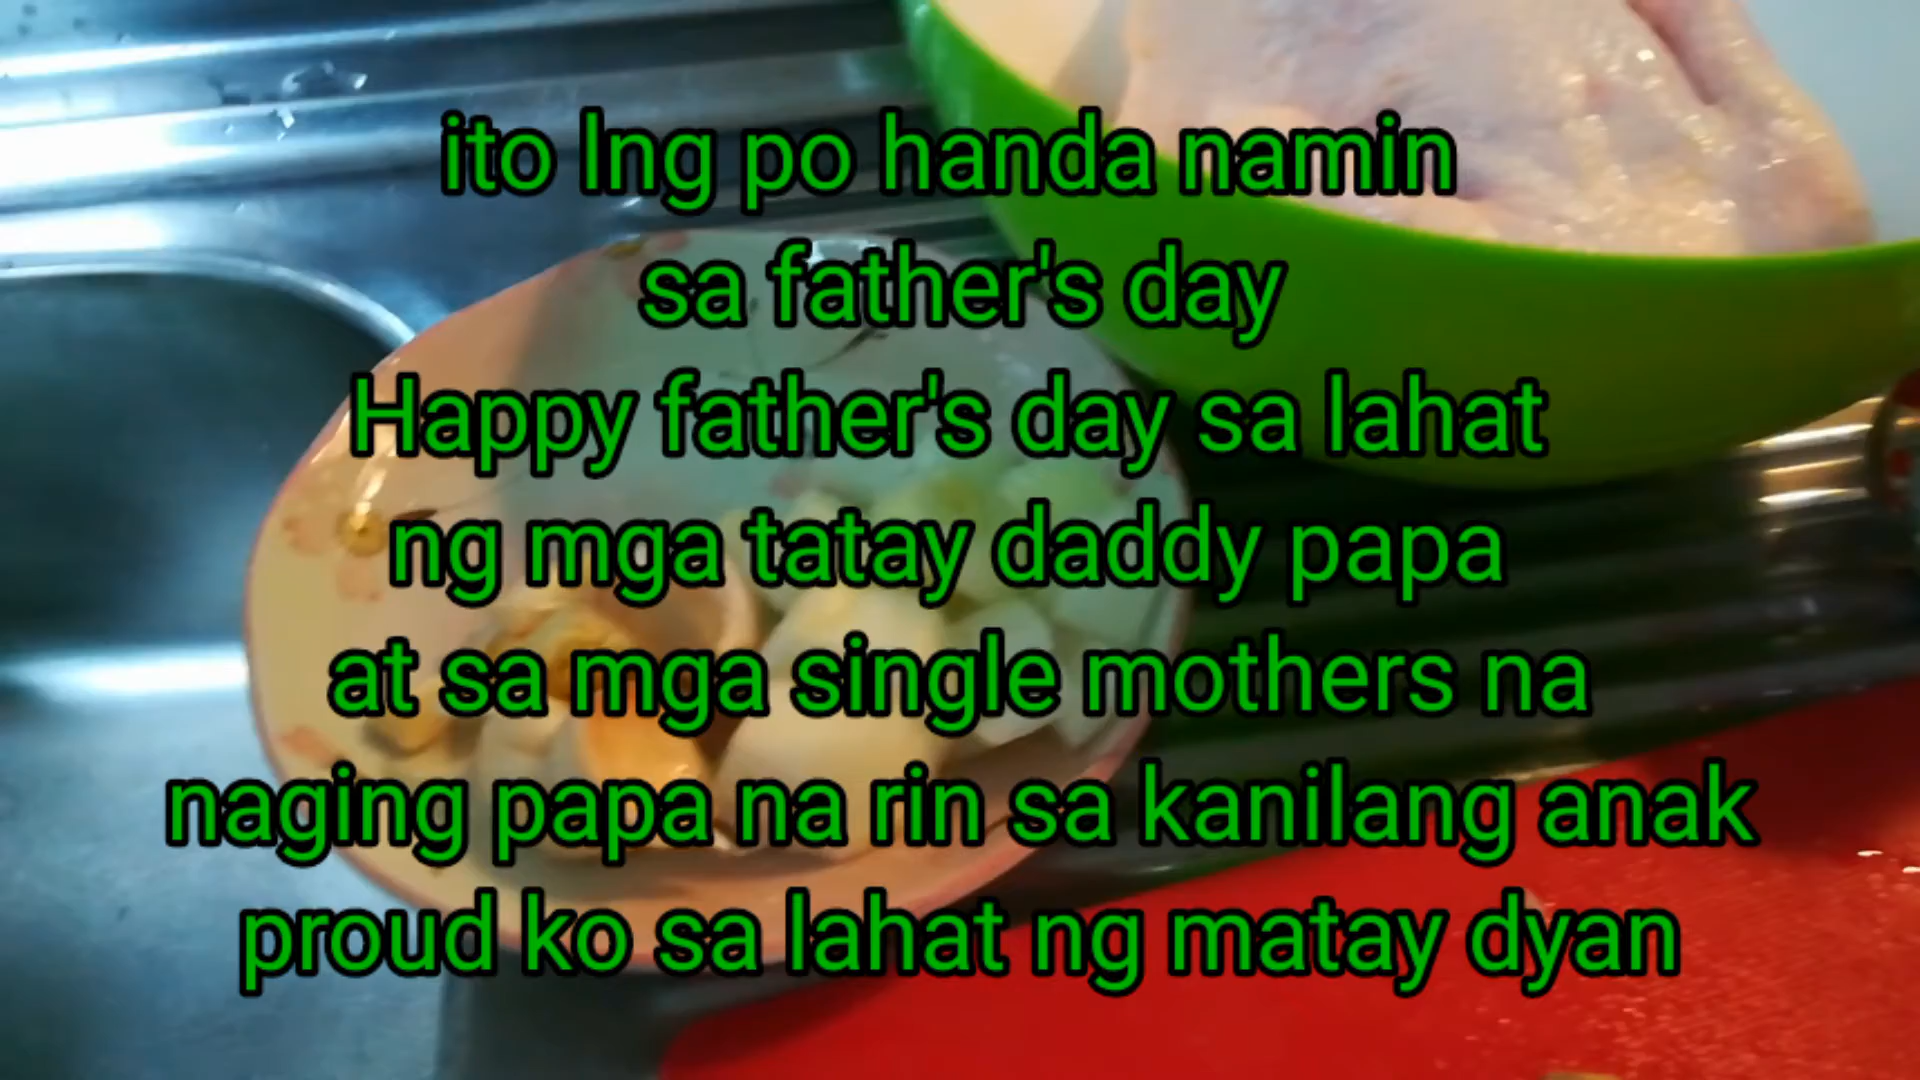 ito lng po handa namin
sa father's day
Happy father's day sa lahat
ng mga tatay daddy papa
at sa mga single mothers na
naging papa na rin sa kanilang anak
proud ko sa lahat ng matay dyan